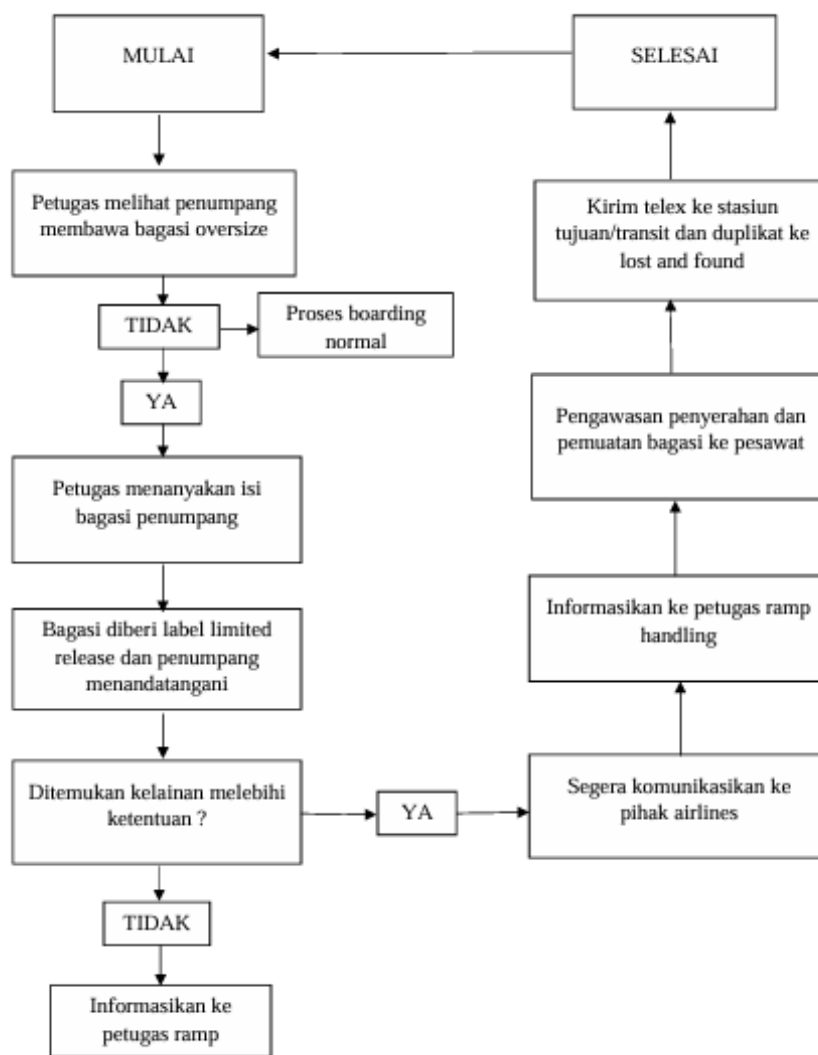 MULAI
SELESAI
Petugas melihat penumpang
membawa bagasi oversize
TIDAK
Proses boarding
normal
YA
Petugas menanyakan isi
bagasi penumpang
Bagasi diberi label limited
release dan penumpang
menandatangani
Ditemukan kelainan melebihi
ketentuan ?
YA
TIDAK
Informasikan ke
petugas ramp
Segera komunikasikan ke
pihak airlines
Informasikan ke petugas ramp
handling
Pengawasan penyerahan dan
pemuatan bagasi ke pesawat
Kirim telex ke stasiun
tujuan/transit dan duplikat ke
lost and found